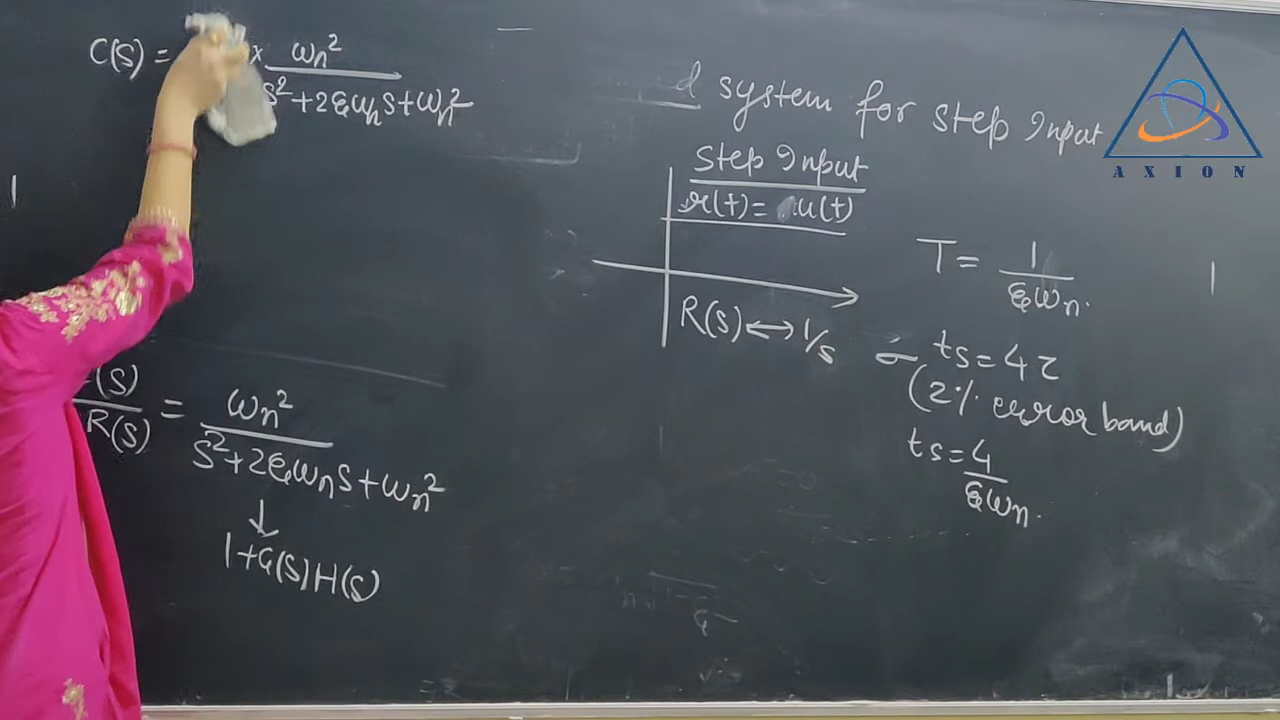 C(S) = × ωn²
S²+2ξωnS+ωn²
d system for step Input
Step Input
r(t)= u(t)
R(S)↔1/s
T= 1
ξωn.
ts=4τ
(2% error band)
ts=4
ξωn.
(S) = ωn²
R(S) S²+2ξωnS+ωn²
↓
1+G(S)H(S)
AXION